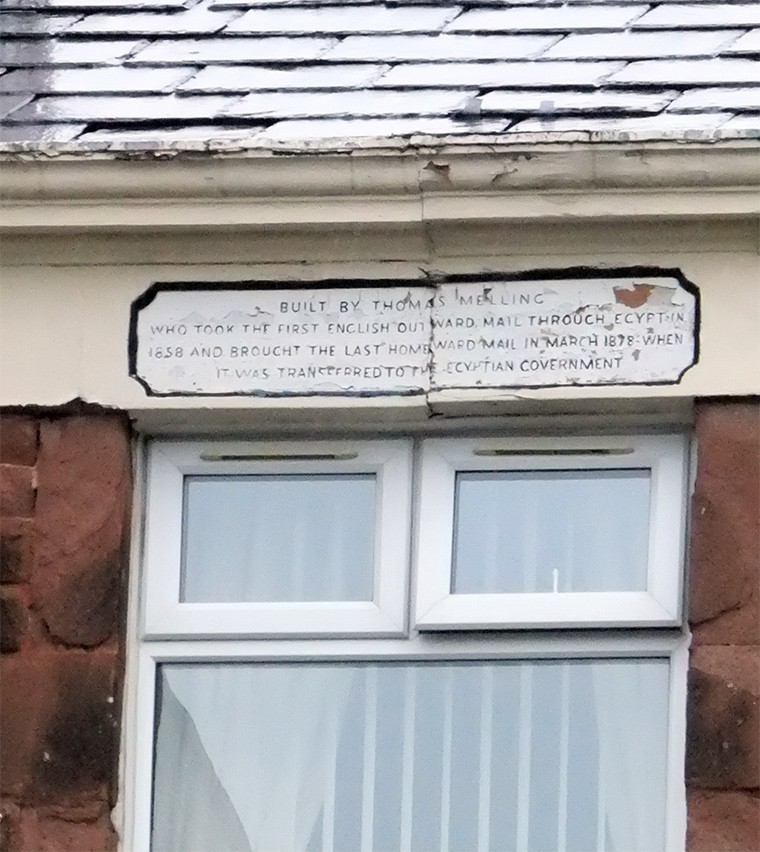 BUILT BY THOMAS MELLING
WHO TOOK THE FIRST ENGLISH OUTWARD MAIL THROUGH EGYPT IN
1858 AND BROUGHT THE LAST HOMEWARD MAIL IN MARCH 1878 WHEN
IT WAS TRANSFERRED TO THE EGYPTIAN GOVERNMENT